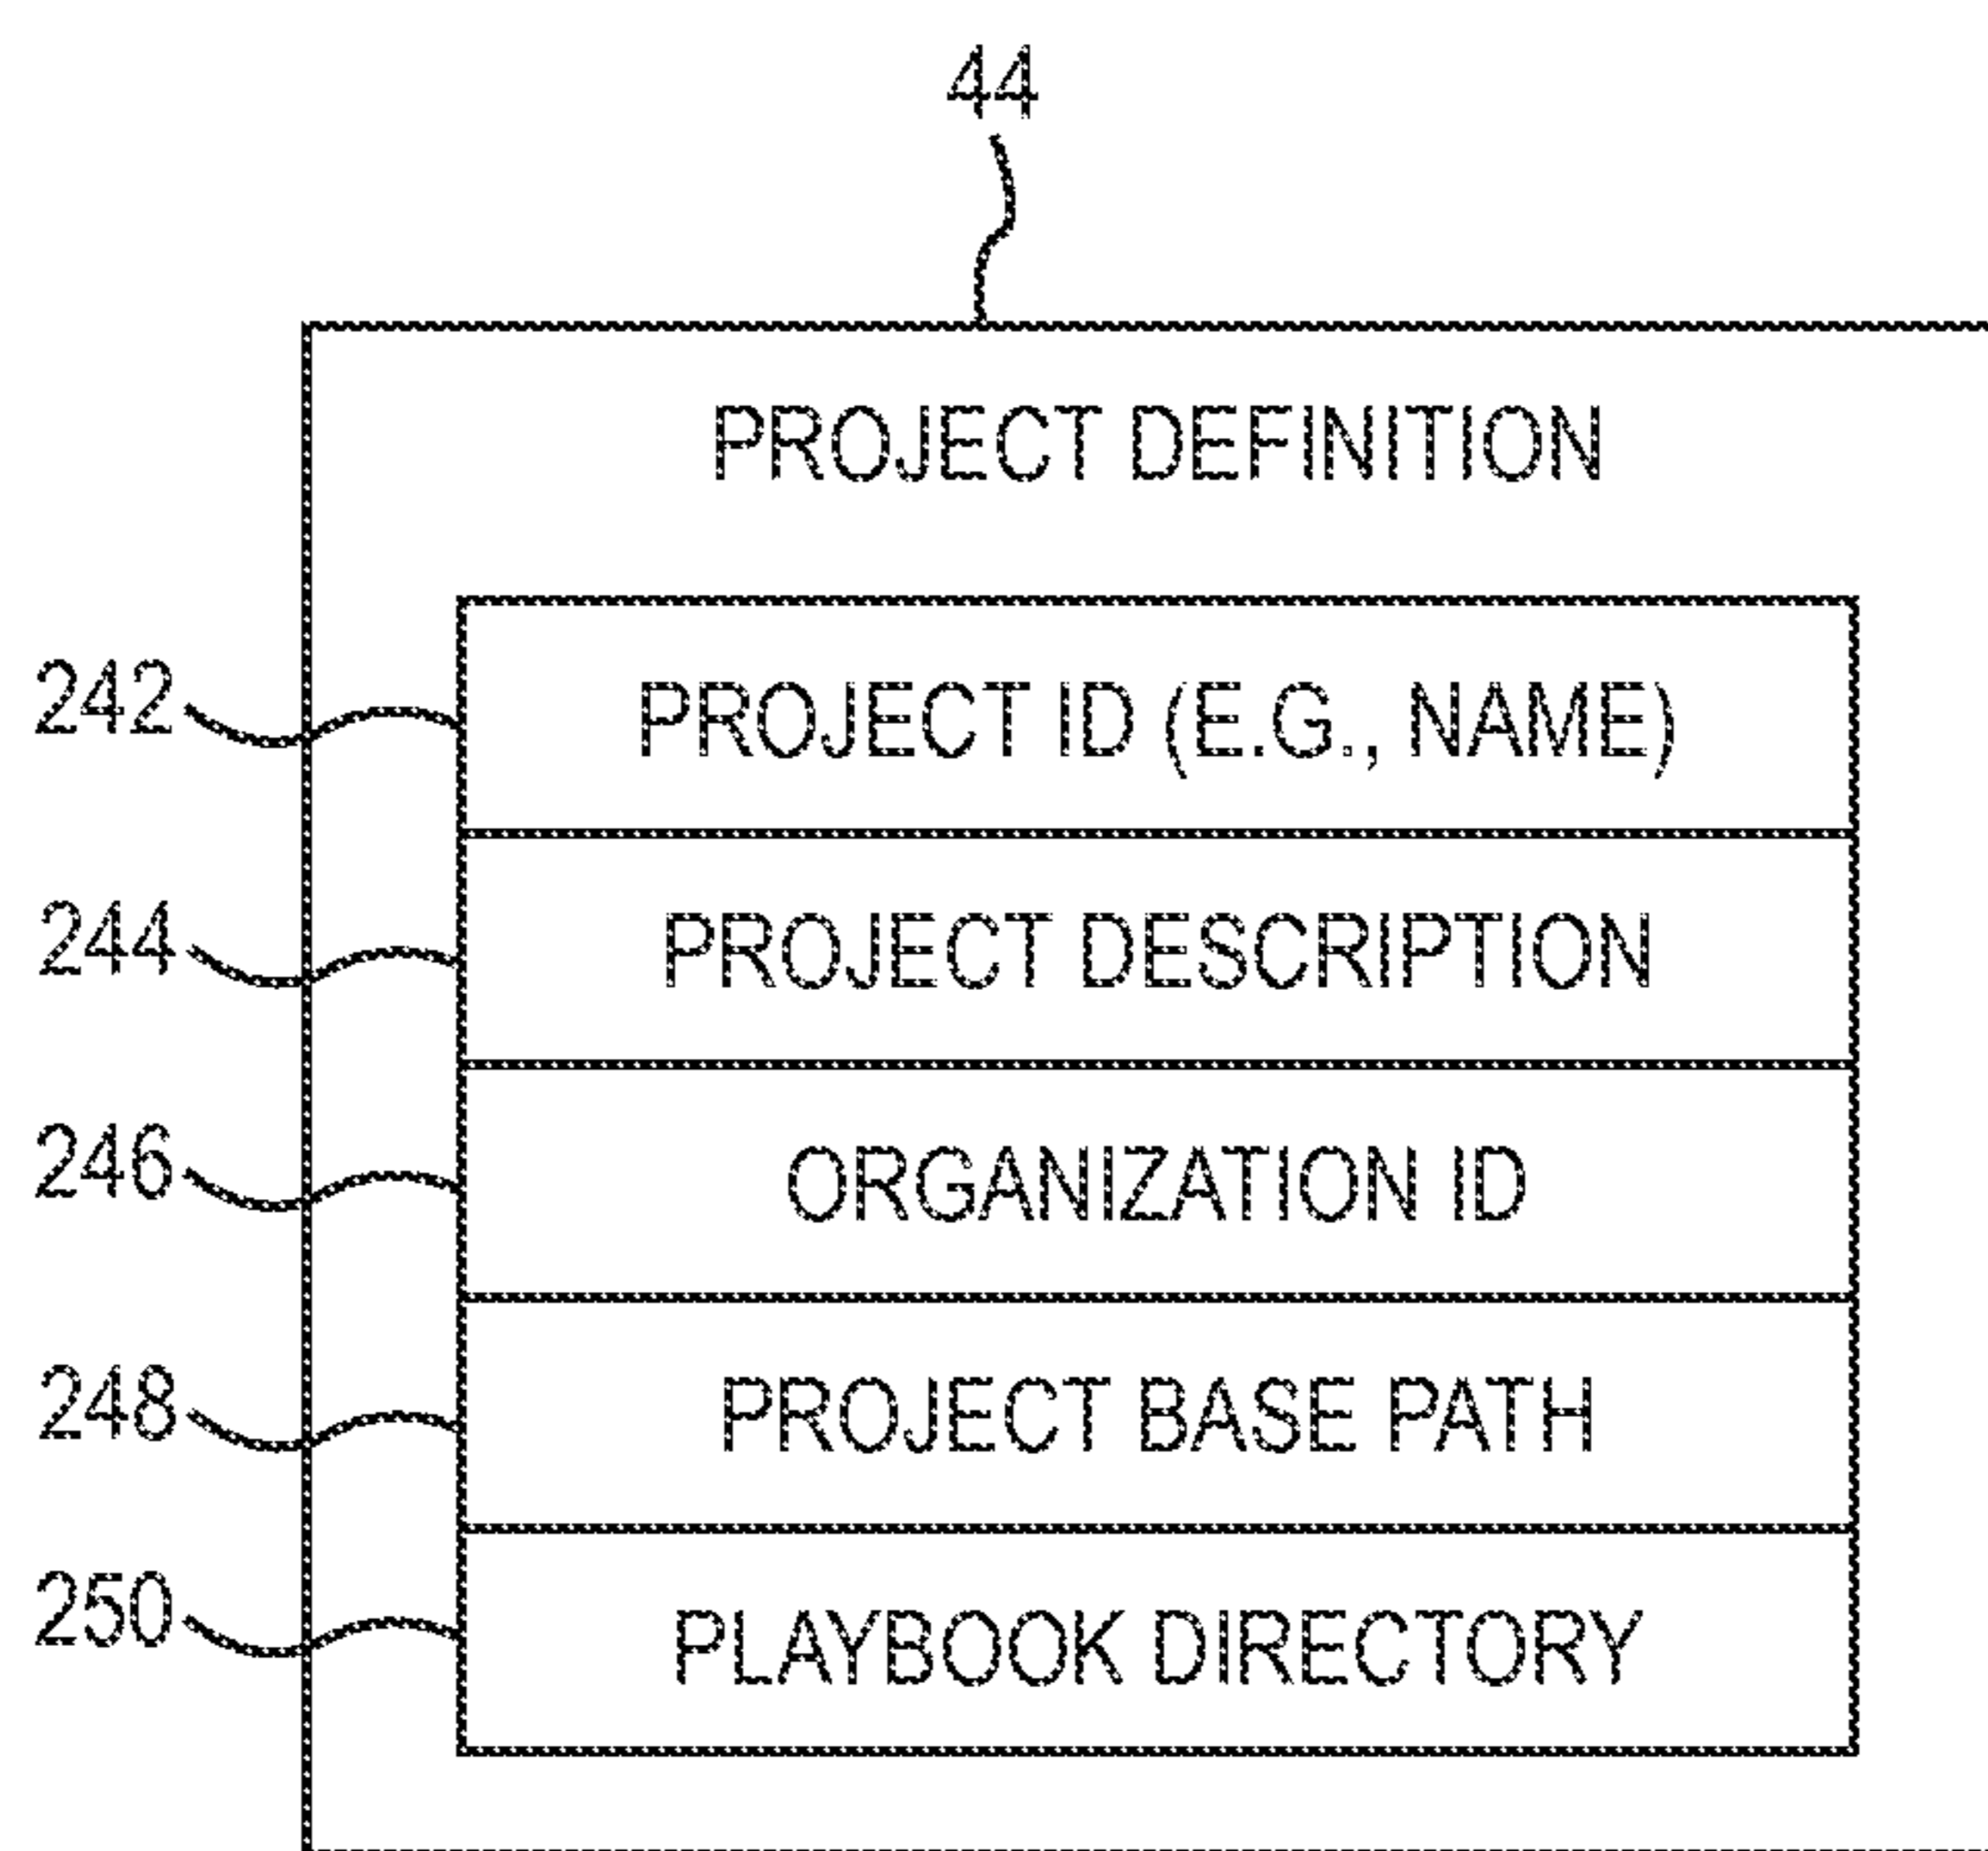 44
PROJECT DEFINITION
242 PROJECT ID (E.G., NAME)
244 PROJECT DESCRIPTION
246 ORGANIZATION ID
248 PROJECT BASE PATH
250 PLAYBOOK DIRECTORY